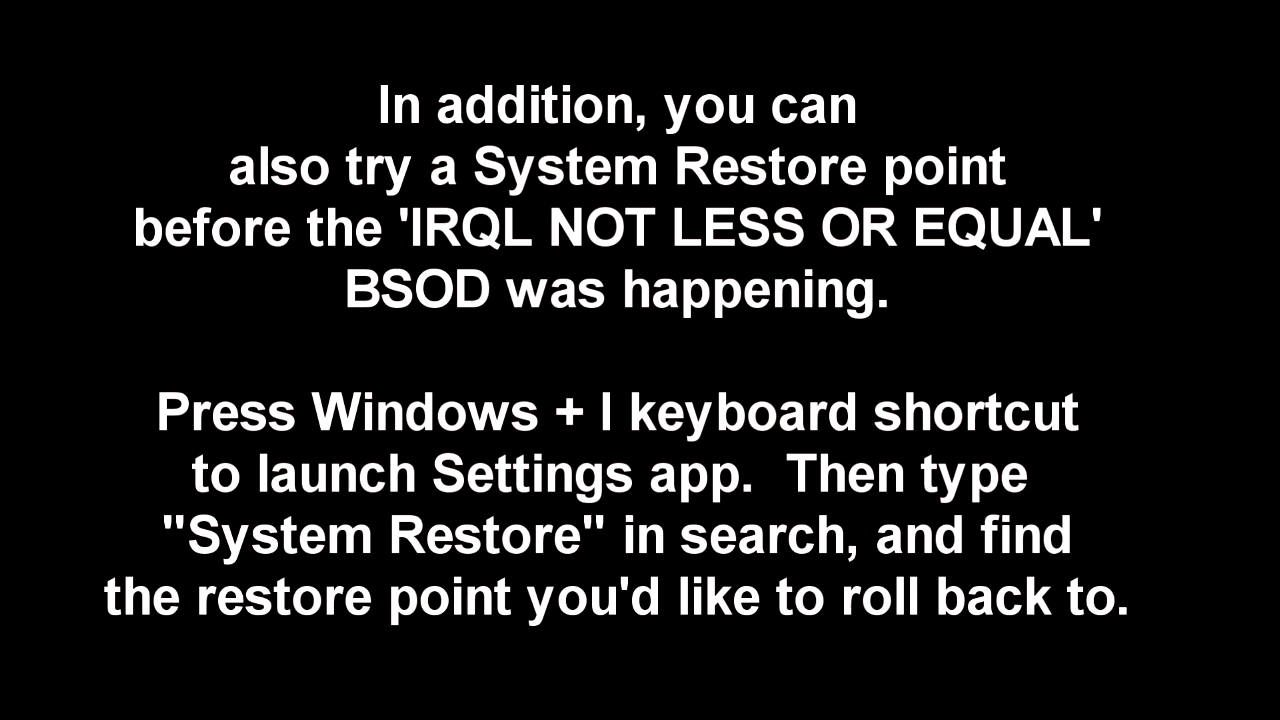 In addition, you can
also try a System Restore point
before the 'IRQL NOT LESS OR EQUAL'
BSOD was happening.
Press Windows + I keyboard shortcut
to launch Settings app.  Then type
"System Restore" in search, and find
the restore point you'd like to roll back to.